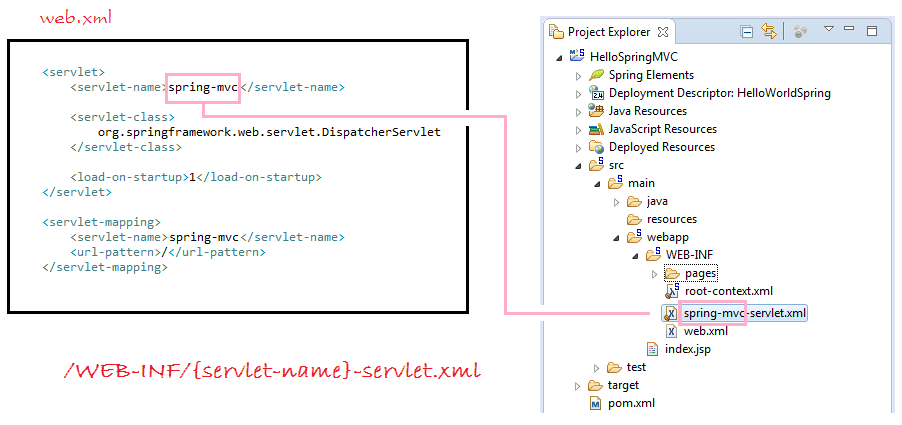 web.xml
<servlet>
<servlet-name>spring-mvc</servlet-name>
<servlet-class>
org.springframework.web.servlet.DispatcherServlet
</servlet-class>
<load-on-startup>1</load-on-startup>
</servlet>
<servlet-mapping>
<servlet-name>spring-mvc</servlet-name>
<url-pattern>/</url-pattern>
</servlet-mapping>
/WEB-INF/{servlet-name}-servlet.xml
Project Explorer
HelloSpringMVC
Spring Elements
Deployment Descriptor: HelloWorldSpring
Java Resources
JavaScript Resources
Deployed Resources
src
main
java
resources
webapp
WEB-INF
pages
root-context.xml
spring-mvc-servlet.xml
web.xml
index.jsp
test
target
pom.xml